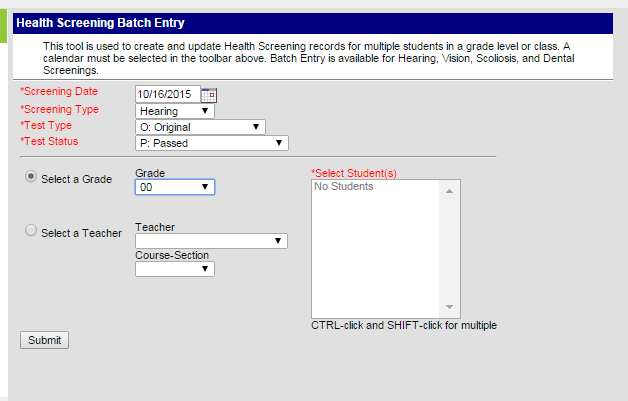 Health Screening Batch Entry
This tool is used to create and update Health Screening records for multiple students in a grade level or class. A
calendar must be selected in the toolbar above. Batch Entry is available for Hearing, Vision, Scoliosis, and Dental
Screenings.
*Screening Date 10/16/2015
*Screening Type Hearing
*Test Type O: Original
*Test Status P: Passed
Select a Grade
Grade
00
*Select Student(s)
No Students
Select a Teacher
Teacher
Course-Section
CTRL-click and SHIFT-click for multiple
Submit